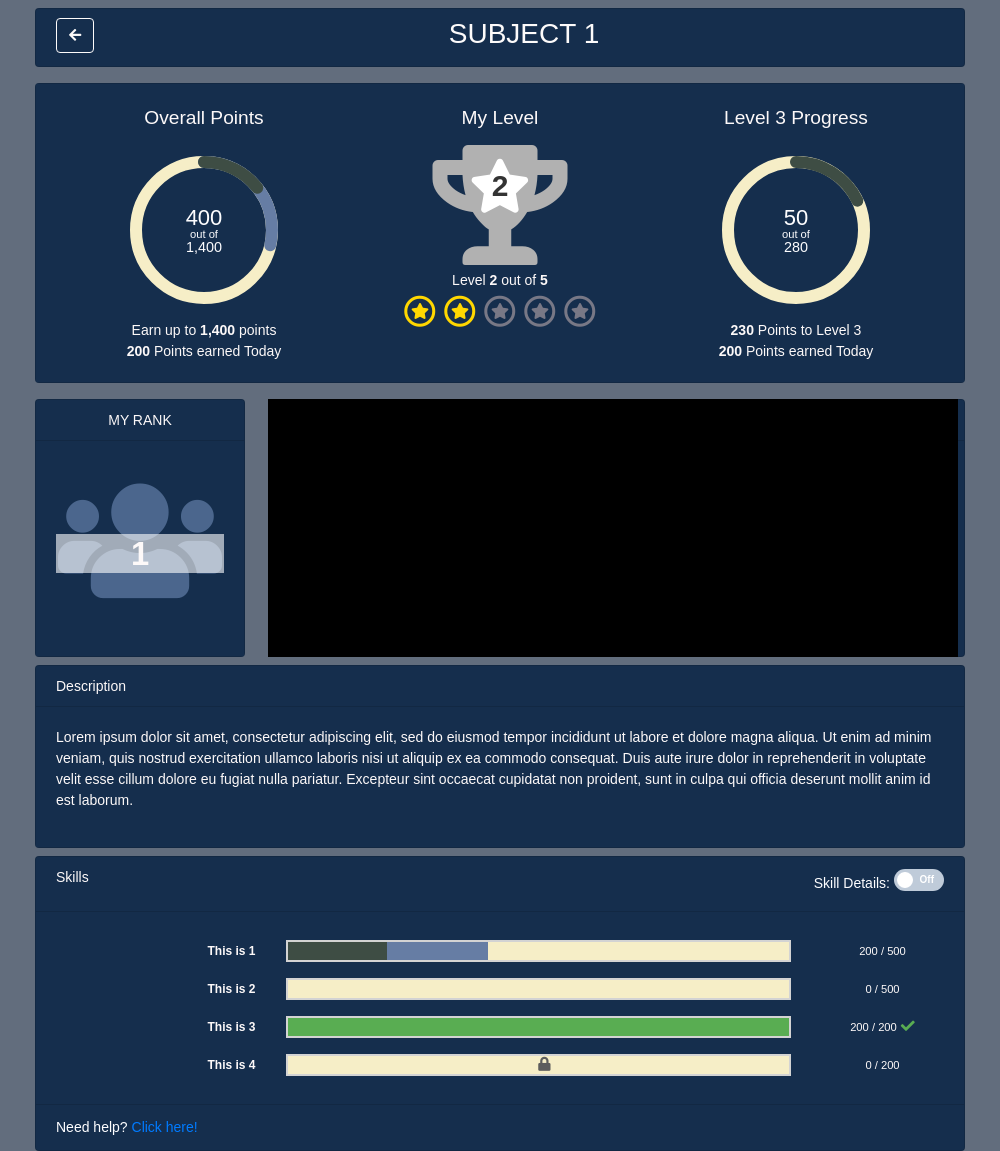 SUBJECT 1
Overall Points
My Level
Level 3 Progress
400
out of
1,400
2
50
out of
280
Level 2 out of 5
Earn up to 1,400 points
200 Points earned Today
230 Points to Level 3
200 Points earned Today
MY RANK
1
Description
Lorem ipsum dolor sit amet, consectetur adipiscing elit, sed do eiusmod tempor incididunt ut labore et dolore magna aliqua. Ut enim ad minim
veniam, quis nostrud exercitation ullamco laboris nisi ut aliquip ex ea commodo consequat. Duis aute irure dolor in reprehenderit in voluptate
velit esse cillum dolore eu fugiat nulla pariatur. Excepteur sint occaecat cupidatat non proident, sunt in culpa qui officia deserunt mollit anim id
est laborum.
Skills
Skill Details: Off
This is 1 200 / 500
This is 2 0 / 500
This is 3 200 / 200
This is 4 0 / 200
Need help? Click here!